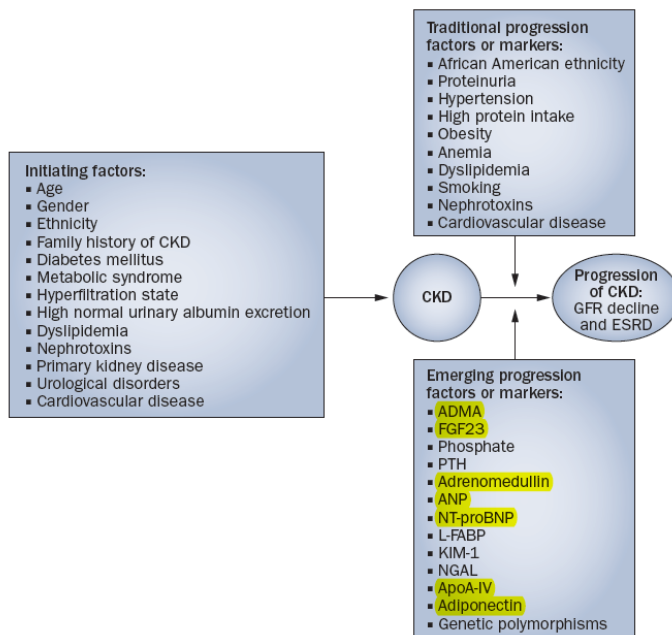 Traditional progression
factors or markers:
▪ African American ethnicity
▪ Proteinuria
▪ Hypertension
▪ High protein intake
▪ Obesity
▪ Anemia
▪ Dyslipidemia
▪ Smoking
▪ Nephrotoxins
▪ Cardiovascular disease
Initiating factors:
▪ Age
▪ Gender
▪ Ethnicity
▪ Family history of CKD
▪ Diabetes mellitus
▪ Metabolic syndrome
▪ Hyperfiltration state
▪ High normal urinary albumin excretion
▪ Dyslipidemia
▪ Nephrotoxins
▪ Primary kidney disease
▪ Urological disorders
▪ Cardiovascular disease
CKD
Progression
of CKD:
GFR decline
and ESRD
Emerging progression
factors or markers:
▪ ADMA
▪ FGF23
▪ Phosphate
▪ PTH
▪ Adrenomedullin
▪ ANP
▪ NT-proBNP
▪ L-FABP
▪ KIM-1
▪ NGAL
▪ ApoA-IV
▪ Adiponectin
▪ Genetic polymorphisms